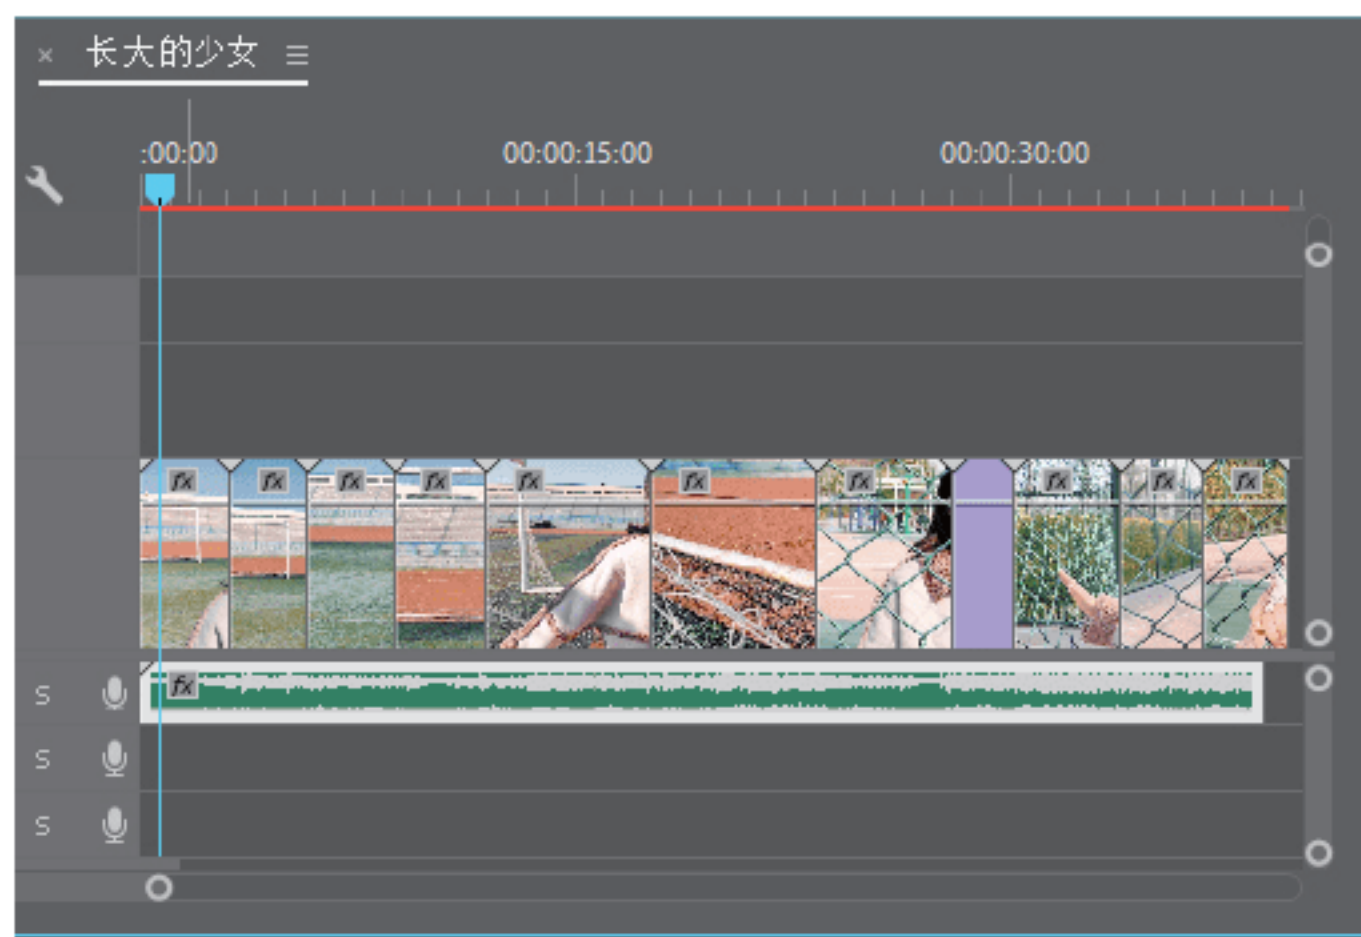 × 长大的少女 ≡
:00:00 00:00:15:00 00:00:30:00
fx fx fx fx fx fx fx fx fx fx
S fx
S
S